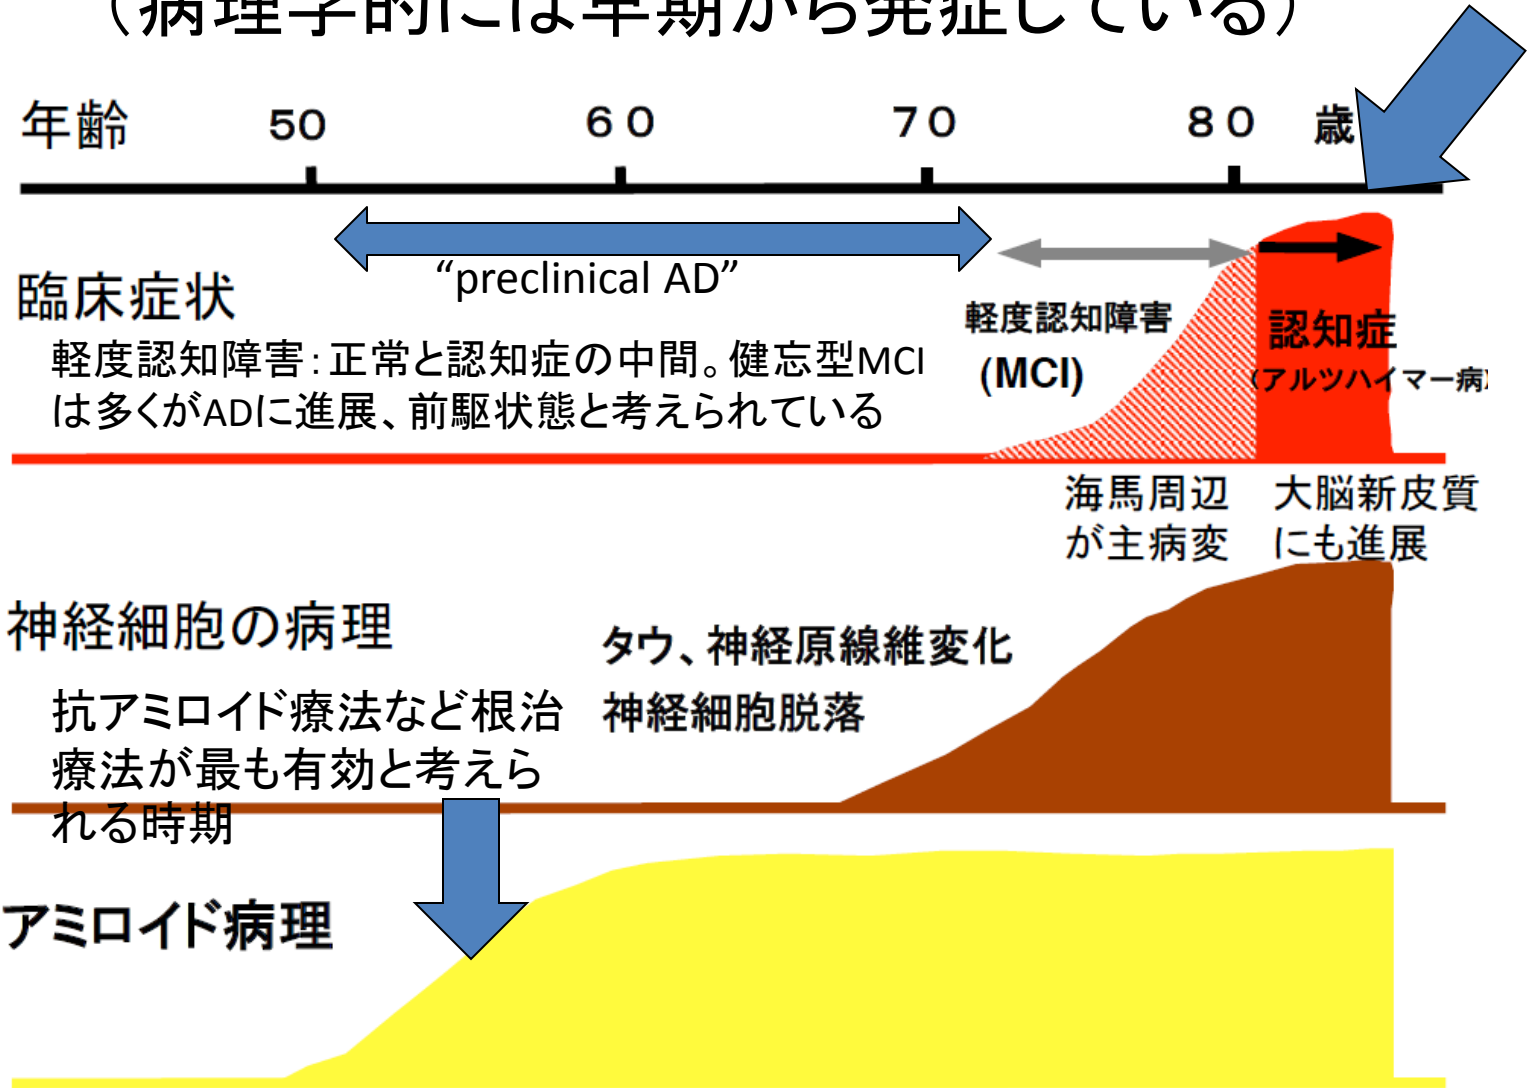 （病理学的には早期から発症している）
年齢 50 60 70 80 歳
“preclinical AD”
臨床症状
軽度認知障害：正常と認知症の中間。健忘型MCI
は多くがADに進展、前駆状態と考えられている
軽度認知障害
(MCI)
認知症
（アルツハイマー病）
海馬周辺
が主病変
大脳新皮質
にも進展
神経細胞の病理
タウ、神経原線維変化
神経細胞脱落
抗アミロイド療法など根治
療法が最も有効と考えら
れる時期
アミロイド病理